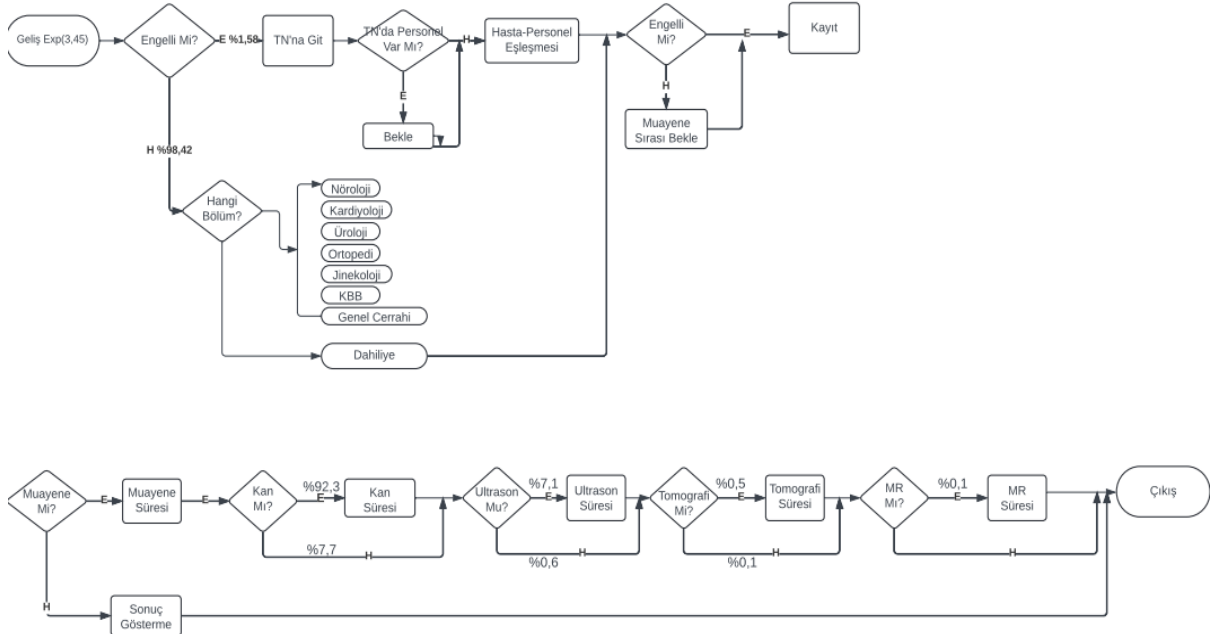 Geliş Exp(3,45)
Engelli Mi?
E %1,58
TN'na Git
TN'da Personel
Var Mı?
H
Hasta-Personel
Eşleşmesi
Engelli
Mi?
E
Kayıt
E
Bekle
H
Muayene
Sırası Bekle
H %98,42
Hangi
Bölüm?
Nöroloji
Kardiyoloji
Üroloji
Ortopedi
Jinekoloji
KBB
Genel Cerrahi
Dahiliye
Muayene
Mi?
E
Muayene
Süresi
E
Kan
Mı?
%92,3
E
Kan
Süresi
%7,7
H
Ultrason
Mu?
%7,1
E
Ultrason
Süresi
H
%0,6
Tomografi
Mi?
%0,5
E
Tomografi
Süresi
H
%0,1
MR
Mı?
%0,1
E
MR
Süresi
H
Çıkış
H
Sonuç
Gösterme